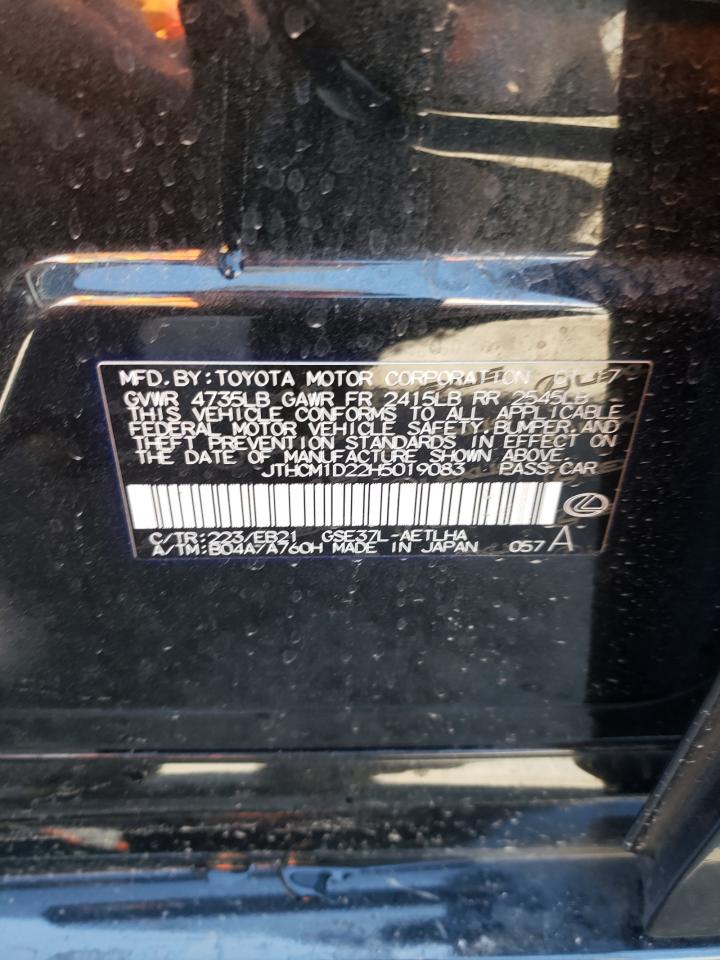 MFD.BY:TOYOTA MOTOR CORPORATION
GVWR 4735LB GAWR FR 2415LB RR 2545LB
THIS VEHICLE CONFORMS TO ALL APPLICABLE
FEDERAL MOTOR VEHICLE SAFETY,BUMPER,AND
THEFT PREVENTION STANDARDS IN EFFECT ON
THE DATE OF MANUFACTURE SHOWN ABOVE.
JTHCM1D22H5019083 PASS.CAR
C/TR:223/EB21 GSE37L-AETLHA
A/TM:B04A/A760H MADE IN JAPAN 057A